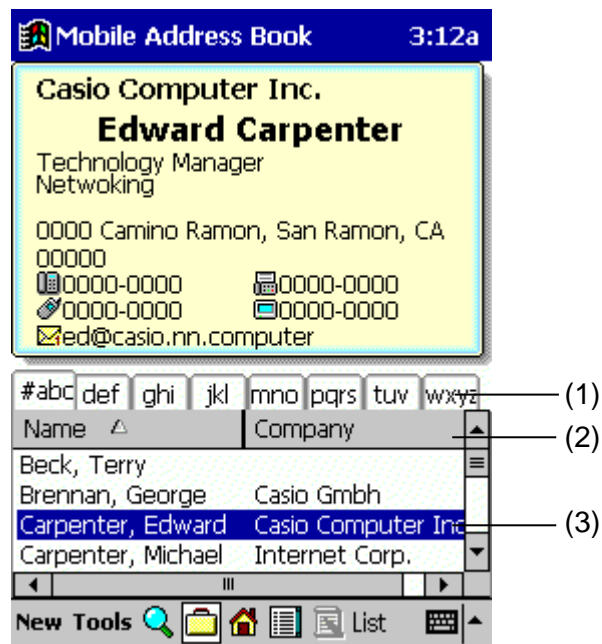 Mobile Address Book 3:12a
Casio Computer Inc.
Edward Carpenter
Technology Manager
Netwoking
0000 Camino Ramon, San Ramon, CA
00000
0000-0000 0000-0000
0000-0000 0000-0000
ed@casio.nn.computer
#abc def ghi jkl mno pqrs tuv wxyz (1)
Name Company (2)
Beck, Terry
Brennan, George Casio Gmbh
Carpenter, Edward Casio Computer Inc (3)
Carpenter, Michael Internet Corp.
New Tools List